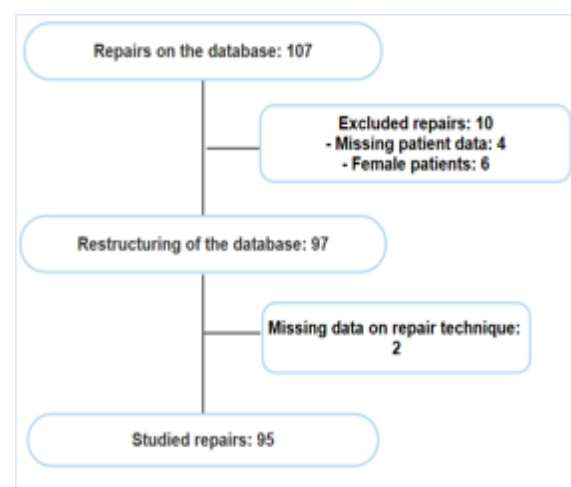 Repairs on the database: 107
Excluded repairs: 10
- Missing patient data: 4
- Female patients: 6
Restructuring of the database: 97
Missing data on repair technique:
2
Studied repairs: 95